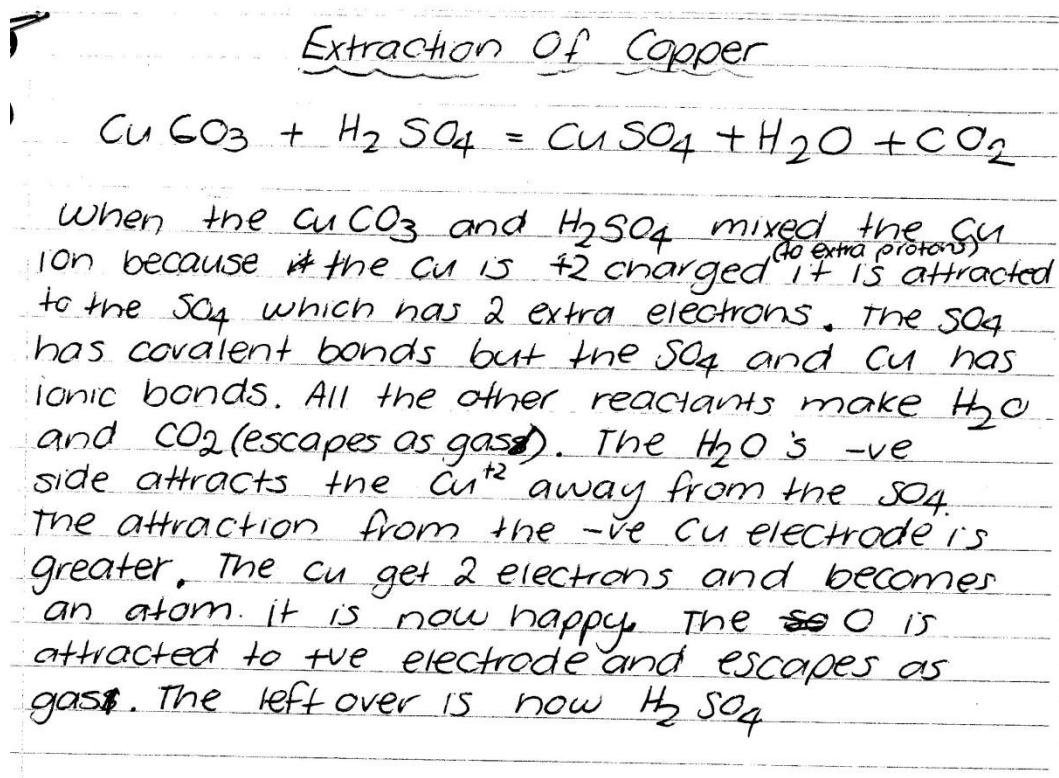 Extraction Of Copper
CuCO3 + H2SO4 = CuSO4 + H2O + CO2
When the CuCO3 and H2SO4 mixed the Cu
ion because the Cu is +2 charged (to extra protons) it is attracted
to the SO4 which has 2 extra electrons. The SO4
has covalent bonds but the SO4 and Cu has
ionic bonds. All the other reactants make H2O
and CO2 (escapes as gas). The H2O's -ve
side attracts the Cu+2 away from the SO4.
The attraction from the -ve Cu electrode is
greater. The Cu get 2 electrons and becomes
an atom. it is now happy. The O is
attracted to +ve electrode and escapes as
gas. The left over is now H2SO4